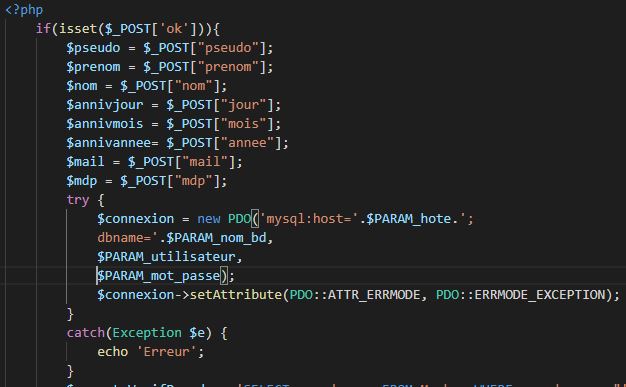 <?php
if(isset($_POST['ok'])){
$pseudo = $_POST["pseudo"];
$prenom = $_POST["prenom"];
$nom = $_POST["nom"];
$annivjour = $_POST["jour"];
$annivmois = $_POST["mois"];
$annivannee= $_POST["annee"];
$mail = $_POST["mail"];
$mdp = $_POST["mdp"];
try {
$connexion = new PDO('mysql:host='.$PARAM_hote.';
dbname='.$PARAM_nom_bd,
$PARAM_utilisateur,
$PARAM_mot_passe);
$connexion->setAttribute(PDO::ATTR_ERRMODE, PDO::ERRMODE_EXCEPTION);
}
catch(Exception $e) {
echo 'Erreur';
}